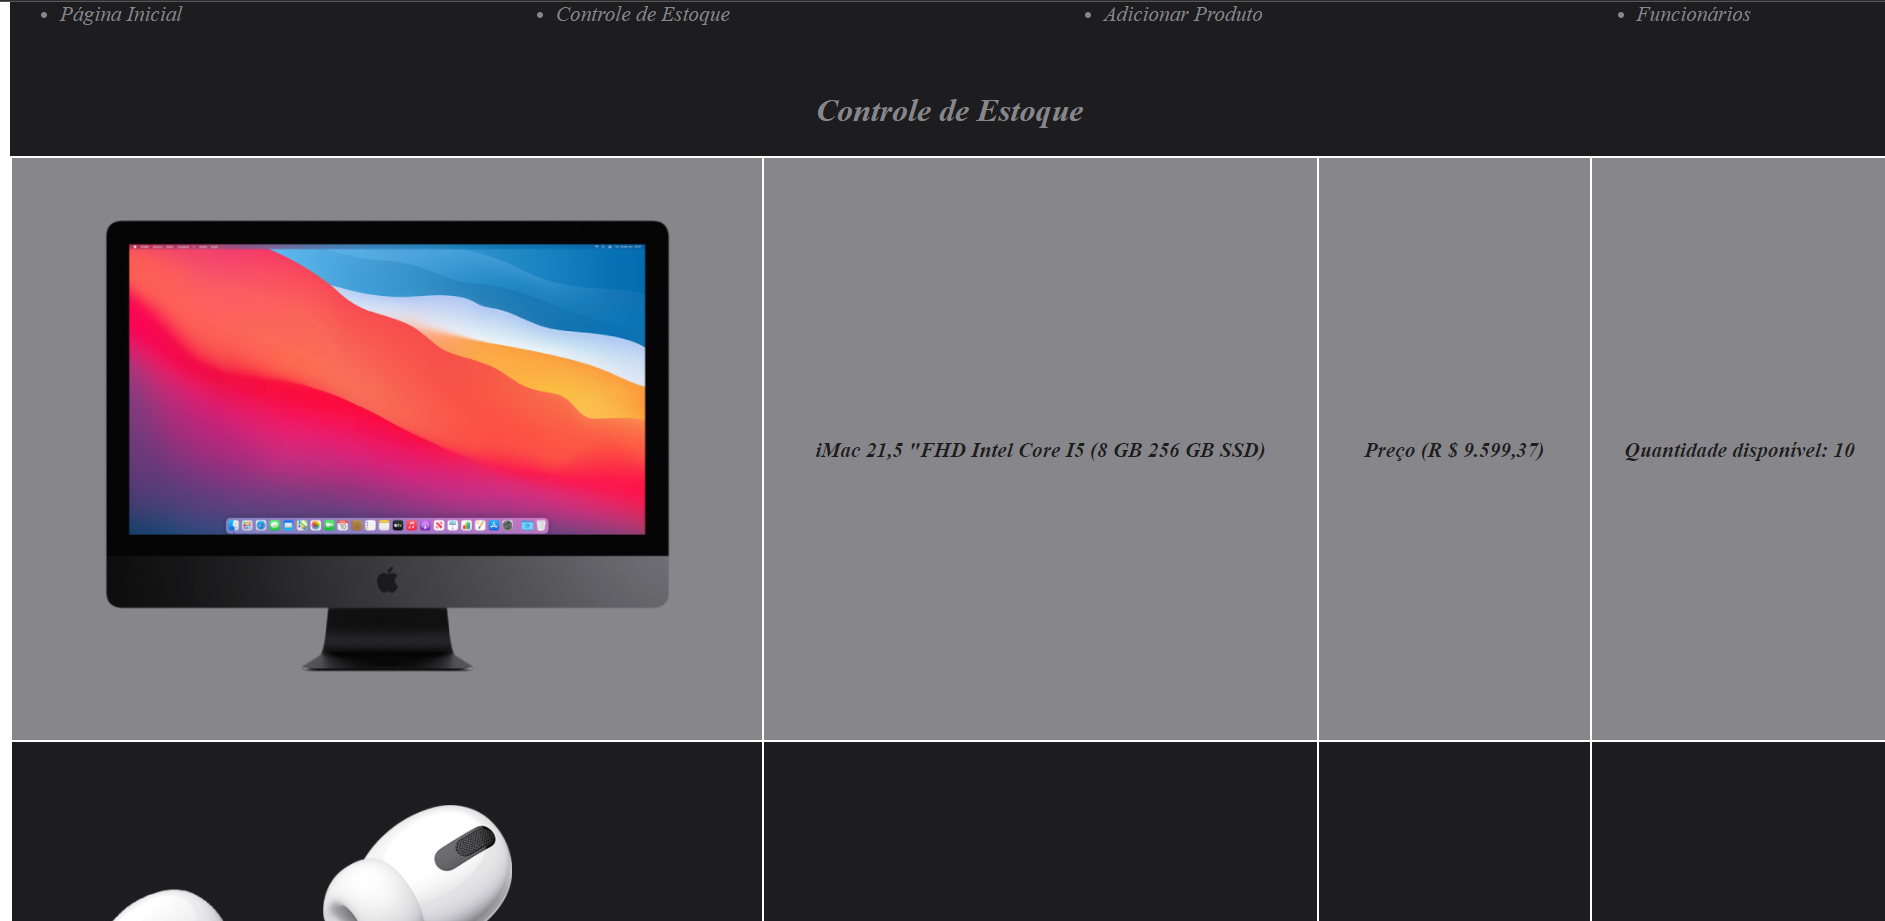 Página Inicial
Controle de Estoque
Adicionar Produto
Funcionários
Controle de Estoque
iMac 21,5 "FHD Intel Core I5 (8 GB 256 GB SSD)
Preço (R $ 9.599,37)
Quantidade disponível: 10